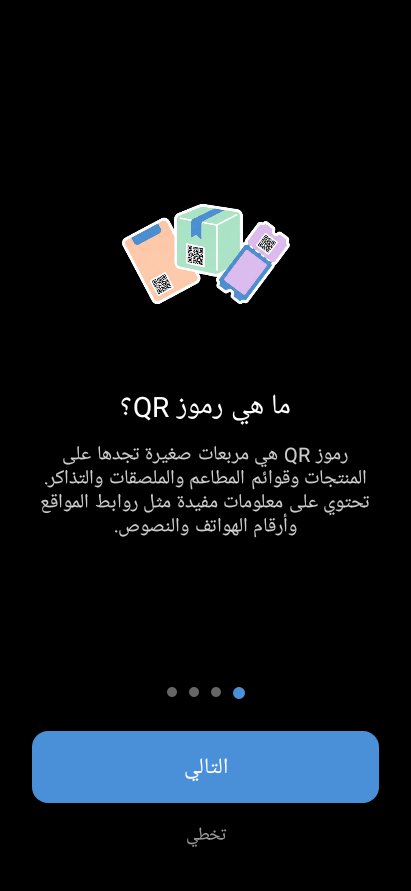 ما هي رموز QR؟
رموز QR هي مربعات صغيرة تجدها على
المنتجات وقوائم المطاعم والملصقات والتذاكر.
تحتوي على معلومات مفيدة مثل روابط المواقع
وأرقام الهواتف والنصوص.
التالي
تخطي